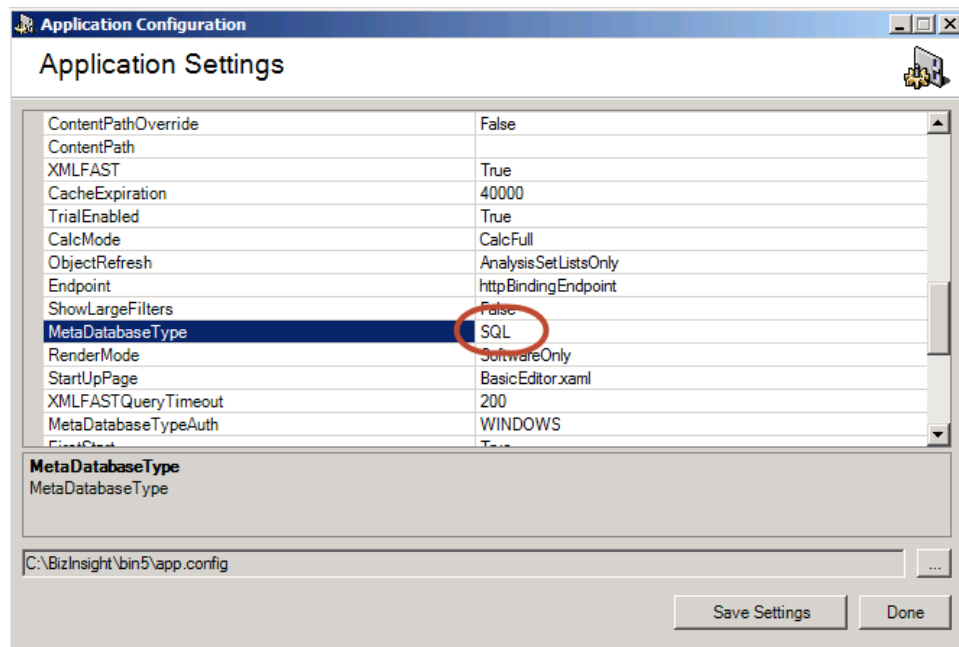 Application Configuration
Application Settings
ContentPathOverride False
ContentPath
XMLFAST True
CacheExpiration 40000
TrialEnabled True
CalcMode CalcFull
ObjectRefresh AnalysisSetListsOnly
Endpoint httpBindingEndpoint
ShowLargeFilters False
MetaDatabaseType SQL
RenderMode SoftwareOnly
StartUpPage BasicEditor.xaml
XMLFASTQueryTimeout 200
MetaDatabaseTypeAuth WINDOWS
FirstStart True
MetaDatabaseType
MetaDatabaseType
C:\BizInsight\bin5\app.config
...
Save Settings Done